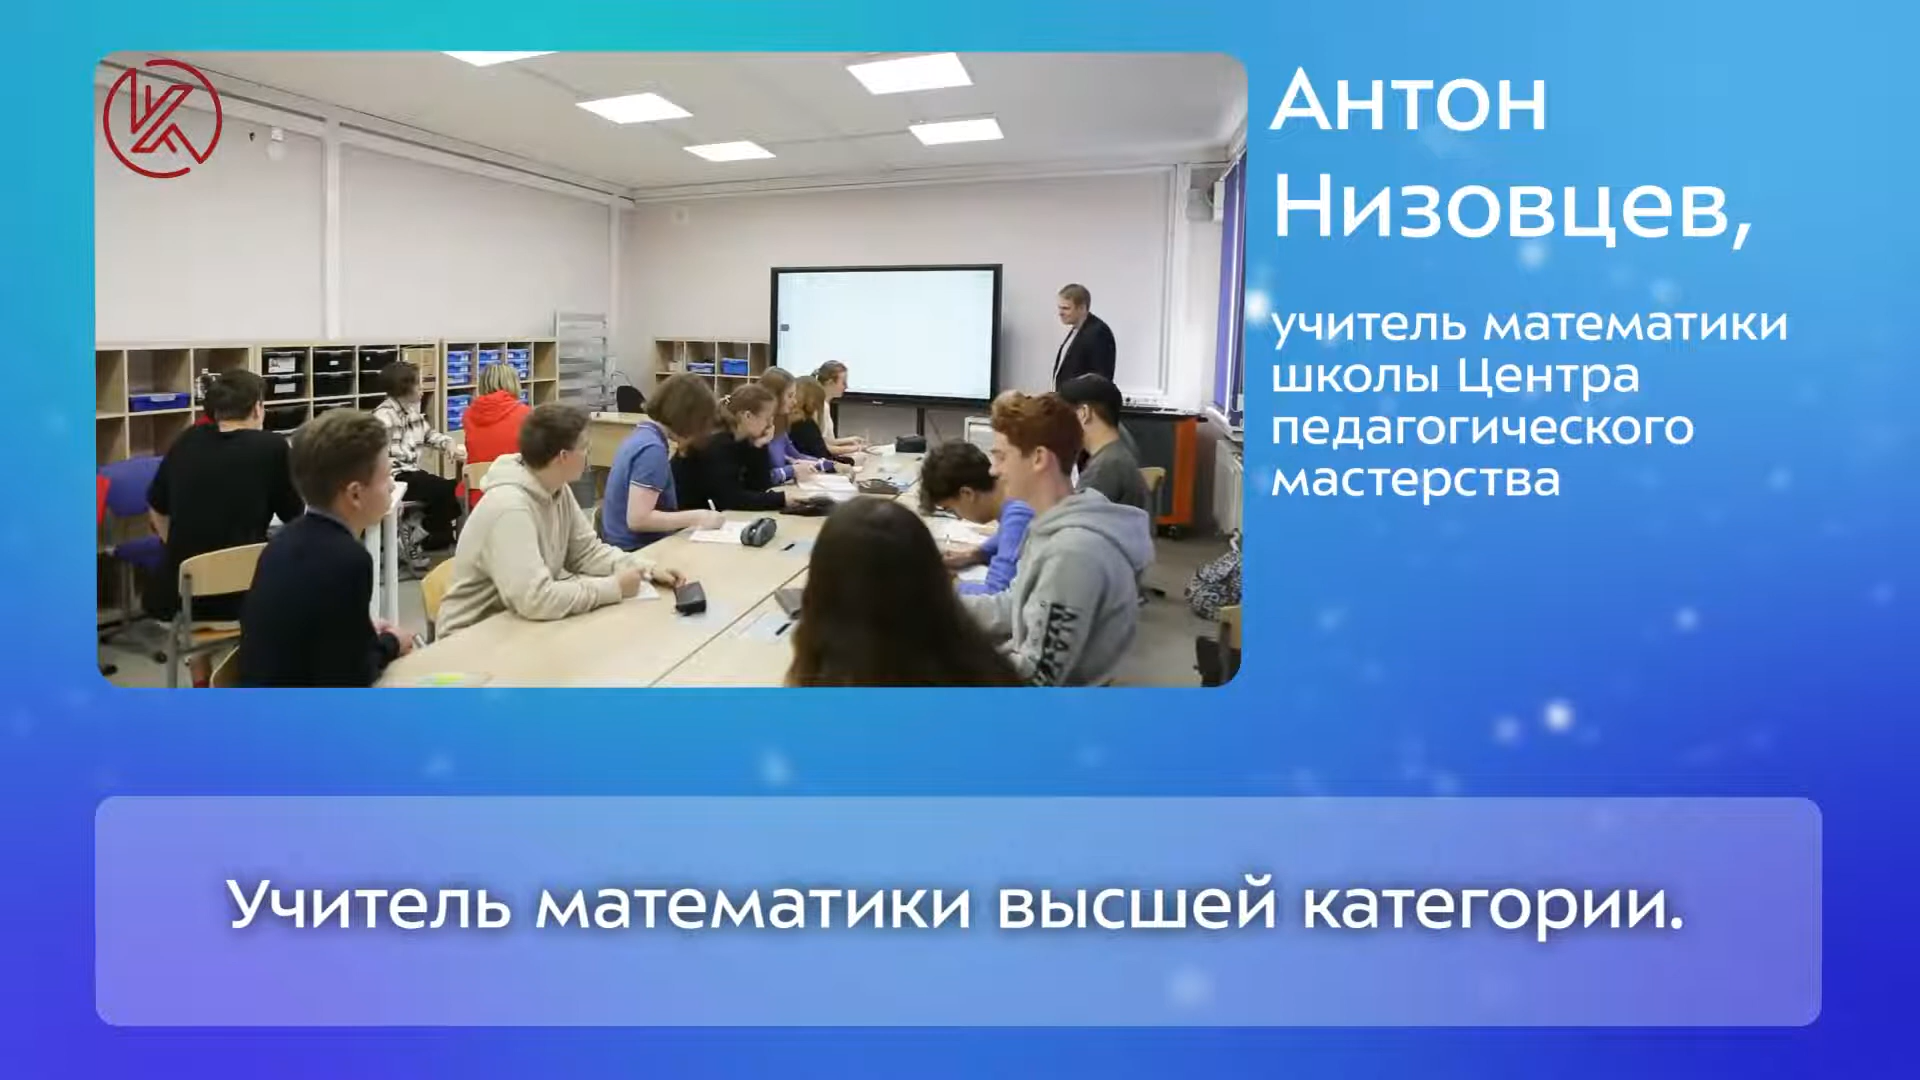 Антон
Низовцев,
учитель математики
школы Центра
педагогического
мастерства
Учитель математики высшей категории.